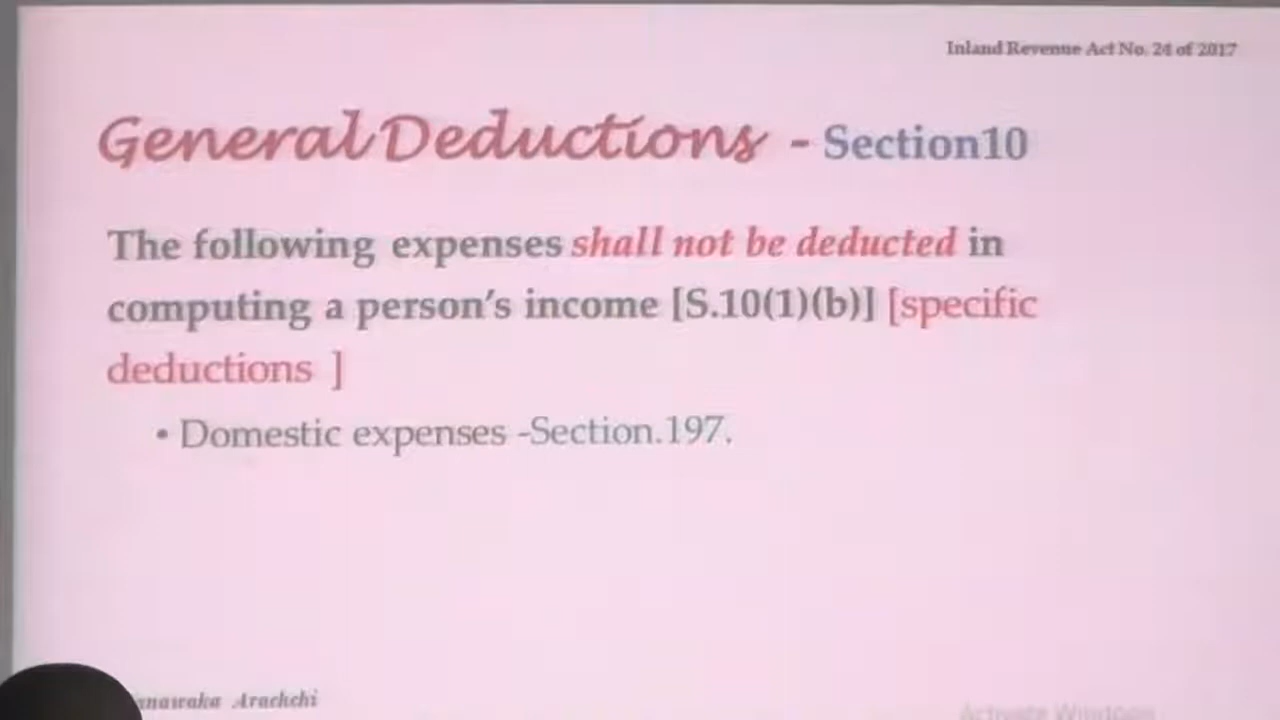 Inland Revenue Act No. 24 of 2017
General Deductions - Section10
The following expenses shall not be deducted in
computing a person's income [S.10(1)(b)] [specific
deductions ]
• Domestic expenses -Section.197.
Arachchi
Activate Windows